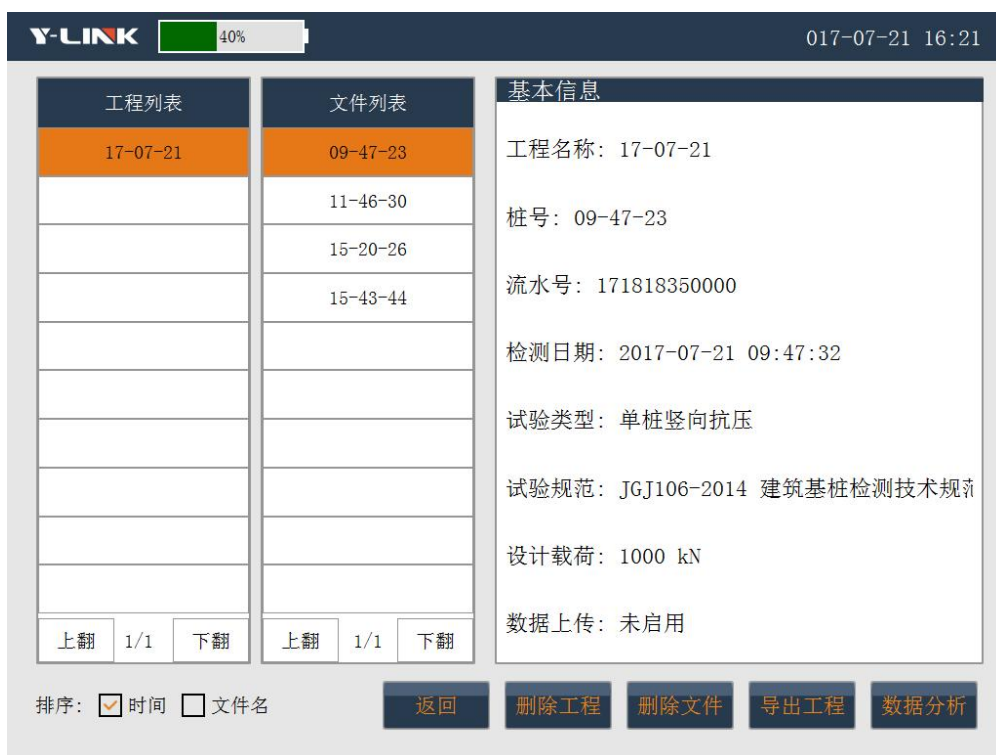 Y-LINK 40% 017-07-21 16:21
工程列表
17-07-21
上翻 1/1 下翻
文件列表
09-47-23
11-46-30
15-20-26
15-43-44
上翻 1/1 下翻
基本信息
工程名称: 17-07-21
桩号: 09-47-23
流水号: 171818350000
检测日期: 2017-07-21 09:47:32
试验类型: 单桩竖向抗压
试验规范: JGJ106-2014 建筑基桩检测技术规范
设计载荷: 1000 kN
数据上传: 未启用
排序: 时间 文件名
返回 删除工程 删除文件 导出工程 数据分析